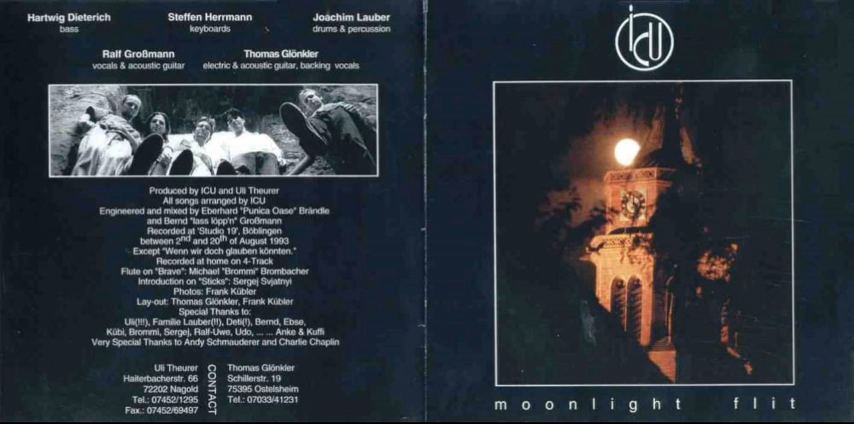 Hartwig Dieterich
bass
Steffen Herrmann
keyboards
Joachim Lauber
drums & percussion
Ralf Großmann
vocals & acoustic guitar
Thomas Glönkler
electric & acoustic guitar, backing vocals
Produced by ICU and Uli Theurer
All songs arranged by ICU
Engineered and mixed by Eberhard "Punica Oase" Brändle
and Bernd "lass löpp'n" Großmann
Recorded at 'Studio 19', Böblingen
between 2nd and 20th of August 1993
Except "Wenn wir doch glauben könnten."
Recorded at home on 4-Track
Flute on "Brave": Michael "Brommi" Brombacher
Introduction on "Sticks": Sergej Svjatnyi
Photos: Frank Kübler
Lay-out: Thomas Glönkler, Frank Kübler
Special Thanks to:
Uli(!!!), Familie Lauber(!!), Deti(!), Bernd, Ebse,
Kübi, Brommi, Sergej, Ralf-Uwe, Udo, ... ... Anke & Kuffi
Very Special Thanks to Andy Schmauderer and Charlie Chaplin
Uli Theurer
Haiterbacherstr. 66
72202 Nagold
Tel.: 07452/1295
Fax.: 07452/69497
CONTACT
Thomas Glönkler
Schillerstr. 19
75395 Ostelsheim
Tel.: 07033/41231
icu
moonlight flit